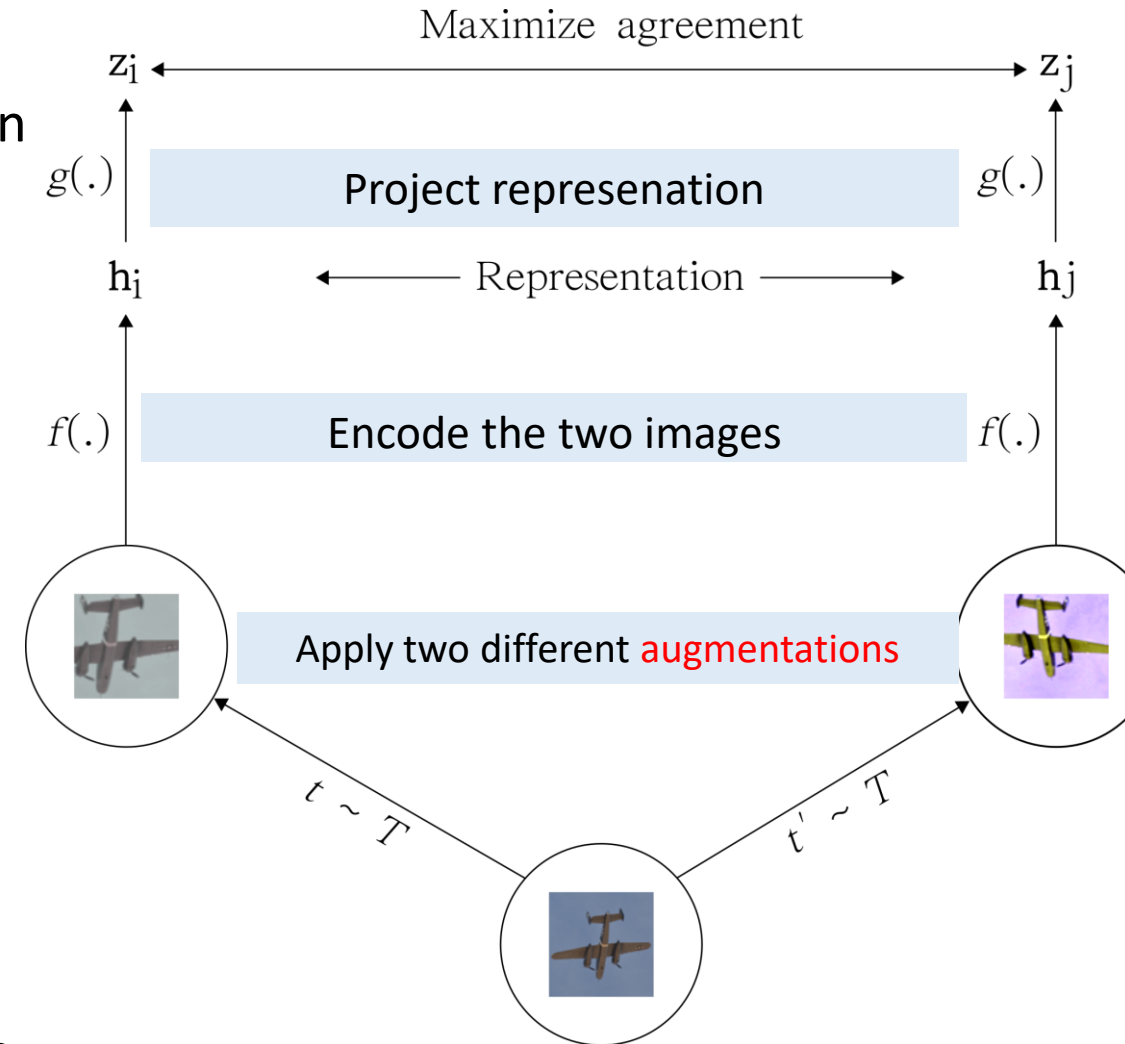 Maximize agreement
zi zj
n
g(.) Project represenation g(.)
hi Representation hj
f(.) Encode the two images f(.)
Apply two different augmentations
t ~ T t' ~ T